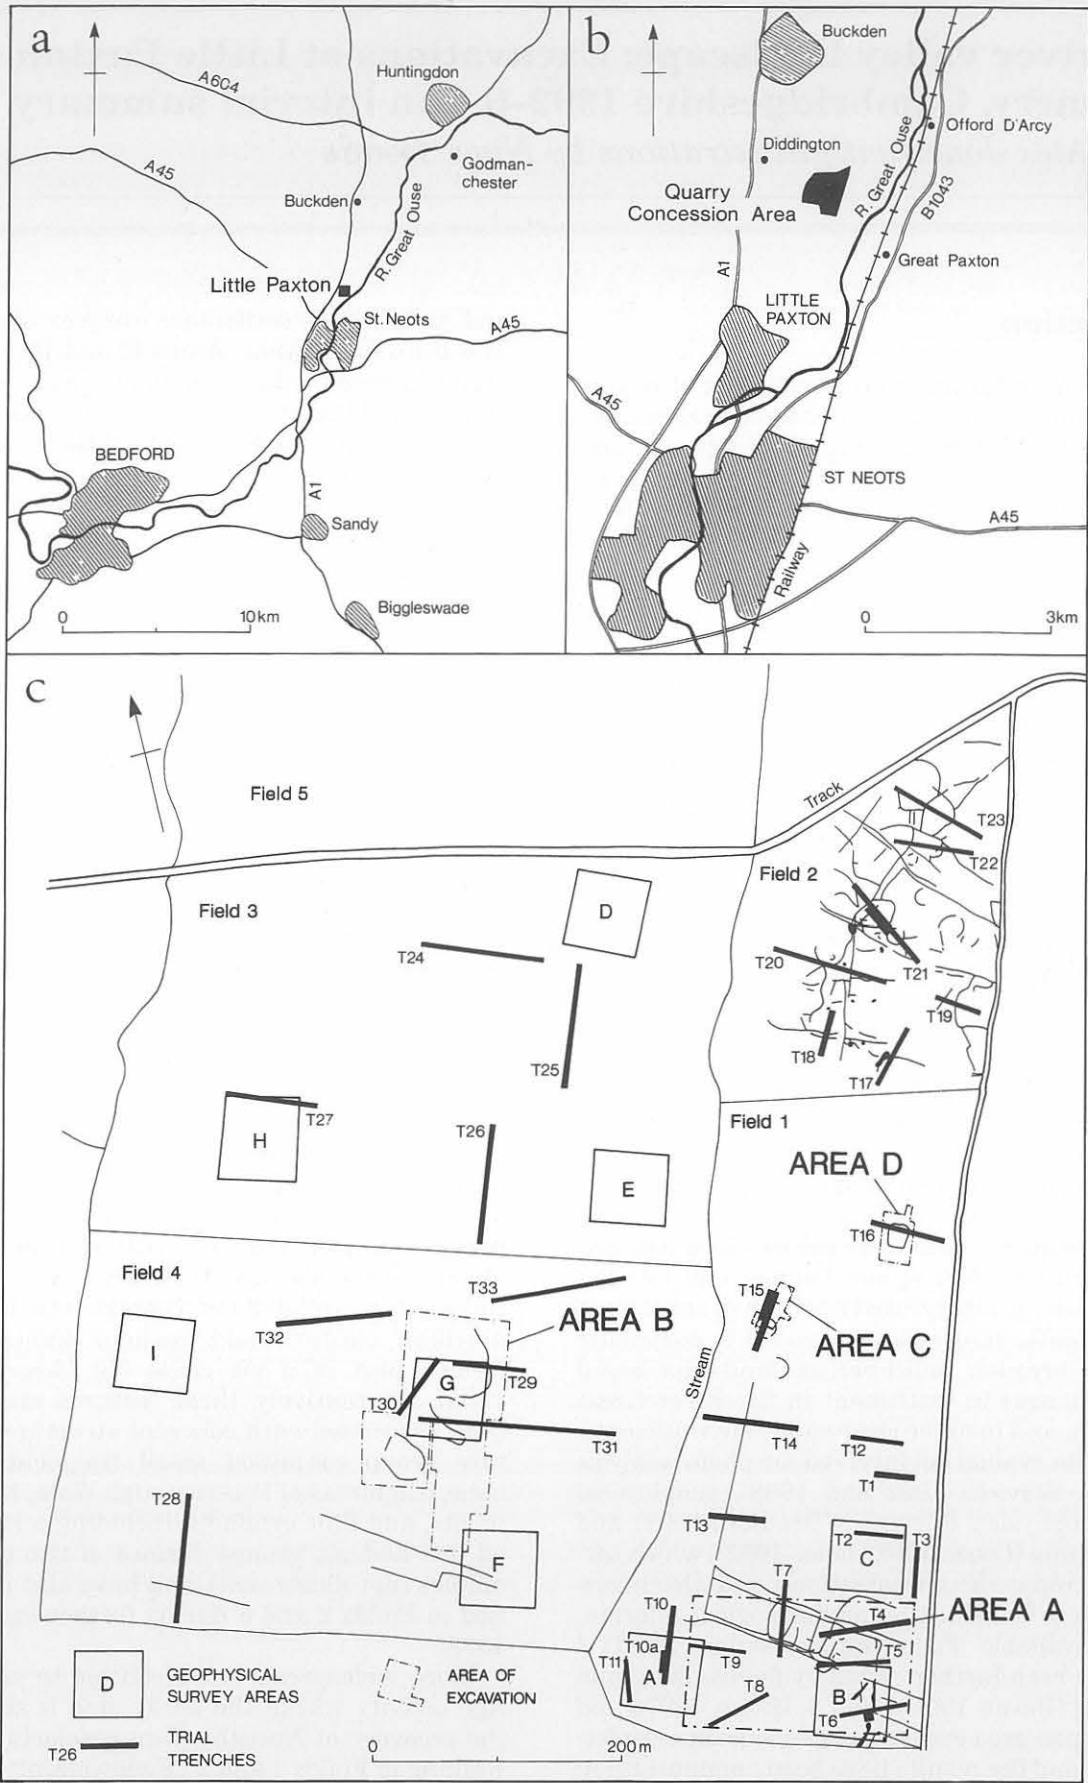 a
A604
Huntingdon
A45
Godman-
chester
Buckden
R. Great Ouse
Little Paxton
St. Neots
A45
BEDFORD
A1
Sandy
Biggleswade
0
10km
b
Buckden
Offord D'Arcy
Diddington
Quarry
Concession Area
R. Great Ouse
B1043
Great Paxton
A1
LITTLE
PAXTON
A45
ST NEOTS
A45
Railway
0
3km
c
Field 5
Track
T23
T22
Field 2
Field 3
D
T24
T20
T21
T19
T25
T18
T17
T27
H
T26
E
Field 1
AREA D
T16
Field 4
T33
T15
T32
AREA B
AREA C
I
Stream
G
T29
T30
T31
T14
T12
T1
T28
T13
T2
T3
C
F
T7
T10
T4
AREA A
T10a
T5
T11
A
T9
T8
B
T6
D
GEOPHYSICAL
SURVEY AREAS
AREA OF
EXCAVATION
T26
TRIAL
TRENCHES
0
200m